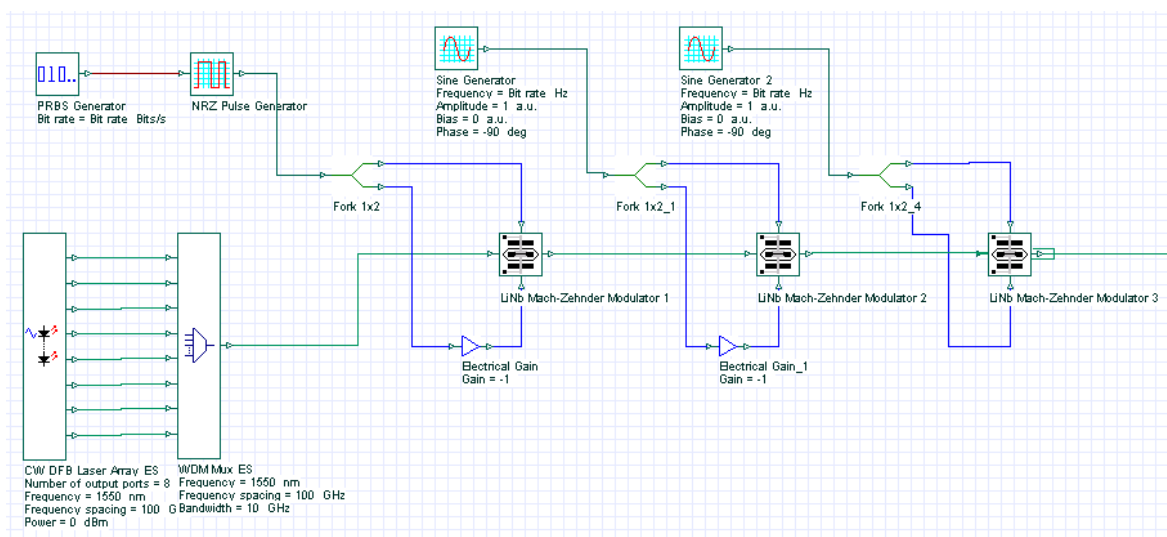 Sine Generator
Frequency = Bit rate Hz
Amplitude = 1 a.u.
Bias = 0 a.u.
Phase = -90 deg
Sine Generator 2
Frequency = Bit rate Hz
Amplitude = 1 a.u.
Bias = 0 a.u.
Phase = -90 deg
010..
PRBS Generator
Bit rate = Bit rate Bits/s
NRZ Pulse Generator
Fork 1x2
Fork 1x2_1
Fork 1x2_4
LiNb Mach-Zehnder Modulator 1
LiNb Mach-Zehnder Modulator 2
LiNb Mach-Zehnder Modulator 3
Electrical Gain
Gain = -1
Electrical Gain_1
Gain = -1
CW DFB Laser Array ES
Number of output ports = 8
Frequency = 1550 nm
Frequency spacing = 100 G
Power = 0 dBm
WDM Mux ES
Frequency = 1550 nm
Frequency spacing = 100 GHz
Bandwidth = 10 GHz